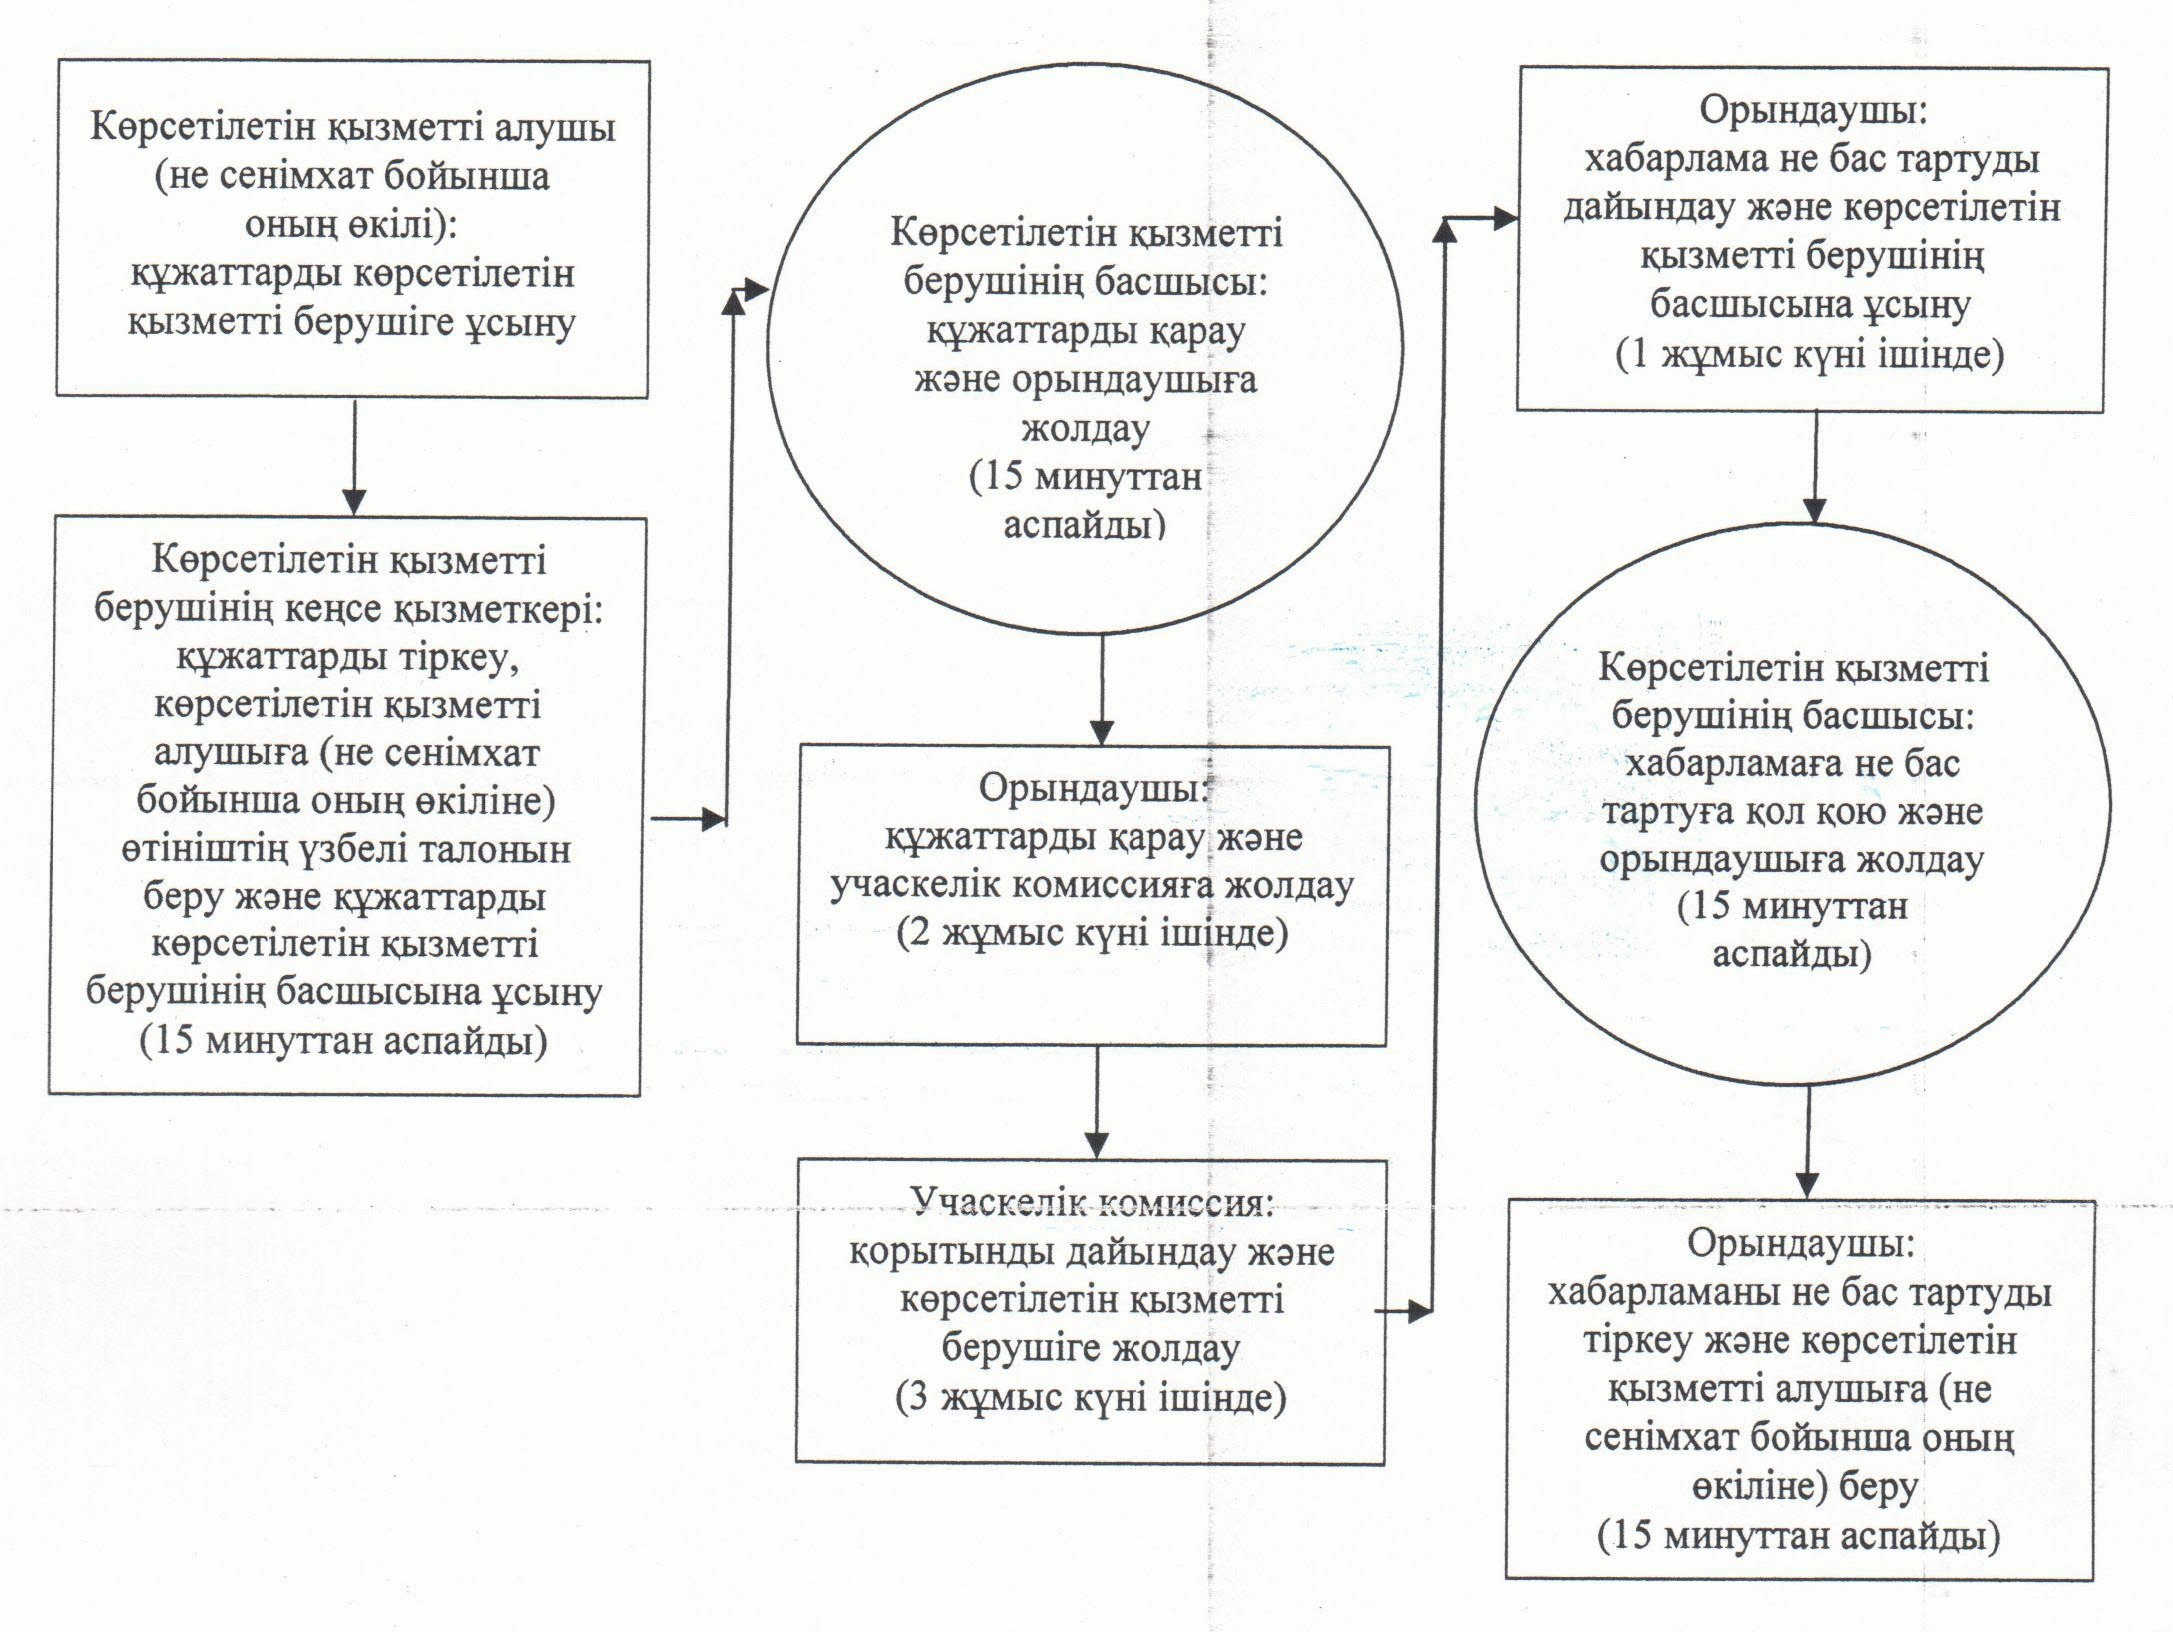 Көрсетілетін қызметті алушы
(не сенімхат бойынша
оның өкілі):
құжаттарды көрсетілетін
қызметті берушіге ұсыну
Көрсетілетін қызметті
берушінің кеңсе қызметкері:
құжаттарды тіркеу,
көрсетілетін қызметті
алушыға (не сенімхат
бойынша оның өкіліне)
өтініштің үзбелі талонын
беру және құжаттарды
көрсетілетін қызметті
берушінің басшысына ұсыну
(15 минуттан аспайды)
Көрсетілетін қызметті
берушінің басшысы:
құжаттарды қарау
және орындаушыға
жолдау
(15 минуттан
аспайды)
Орындаушы:
құжаттарды қарау және
учаскелік комиссияға жолдау
(2 жұмыс күні ішінде)
Учаскелік комиссия:
қорытынды дайындау және
көрсетілетін қызметті
берушіге жолдау
(3 жұмыс күні ішінде)
Орындаушы:
хабарлама не бас тартуды
дайындау және көрсетілетін
қызметті берушінің
басшысына ұсыну
(1 жұмыс күні ішінде)
Көрсетілетін қызметті
берушінің басшысы:
хабарламаға не бас
тартуға қол қою және
орындаушыға жолдау
(15 минуттан
аспайды)
Орындаушы:
хабарламаны не бас тартуды
тіркеу және көрсетілетін
қызметті алушыға (не
сенімхат бойынша оның
өкіліне) беру
(15 минуттан аспайды)